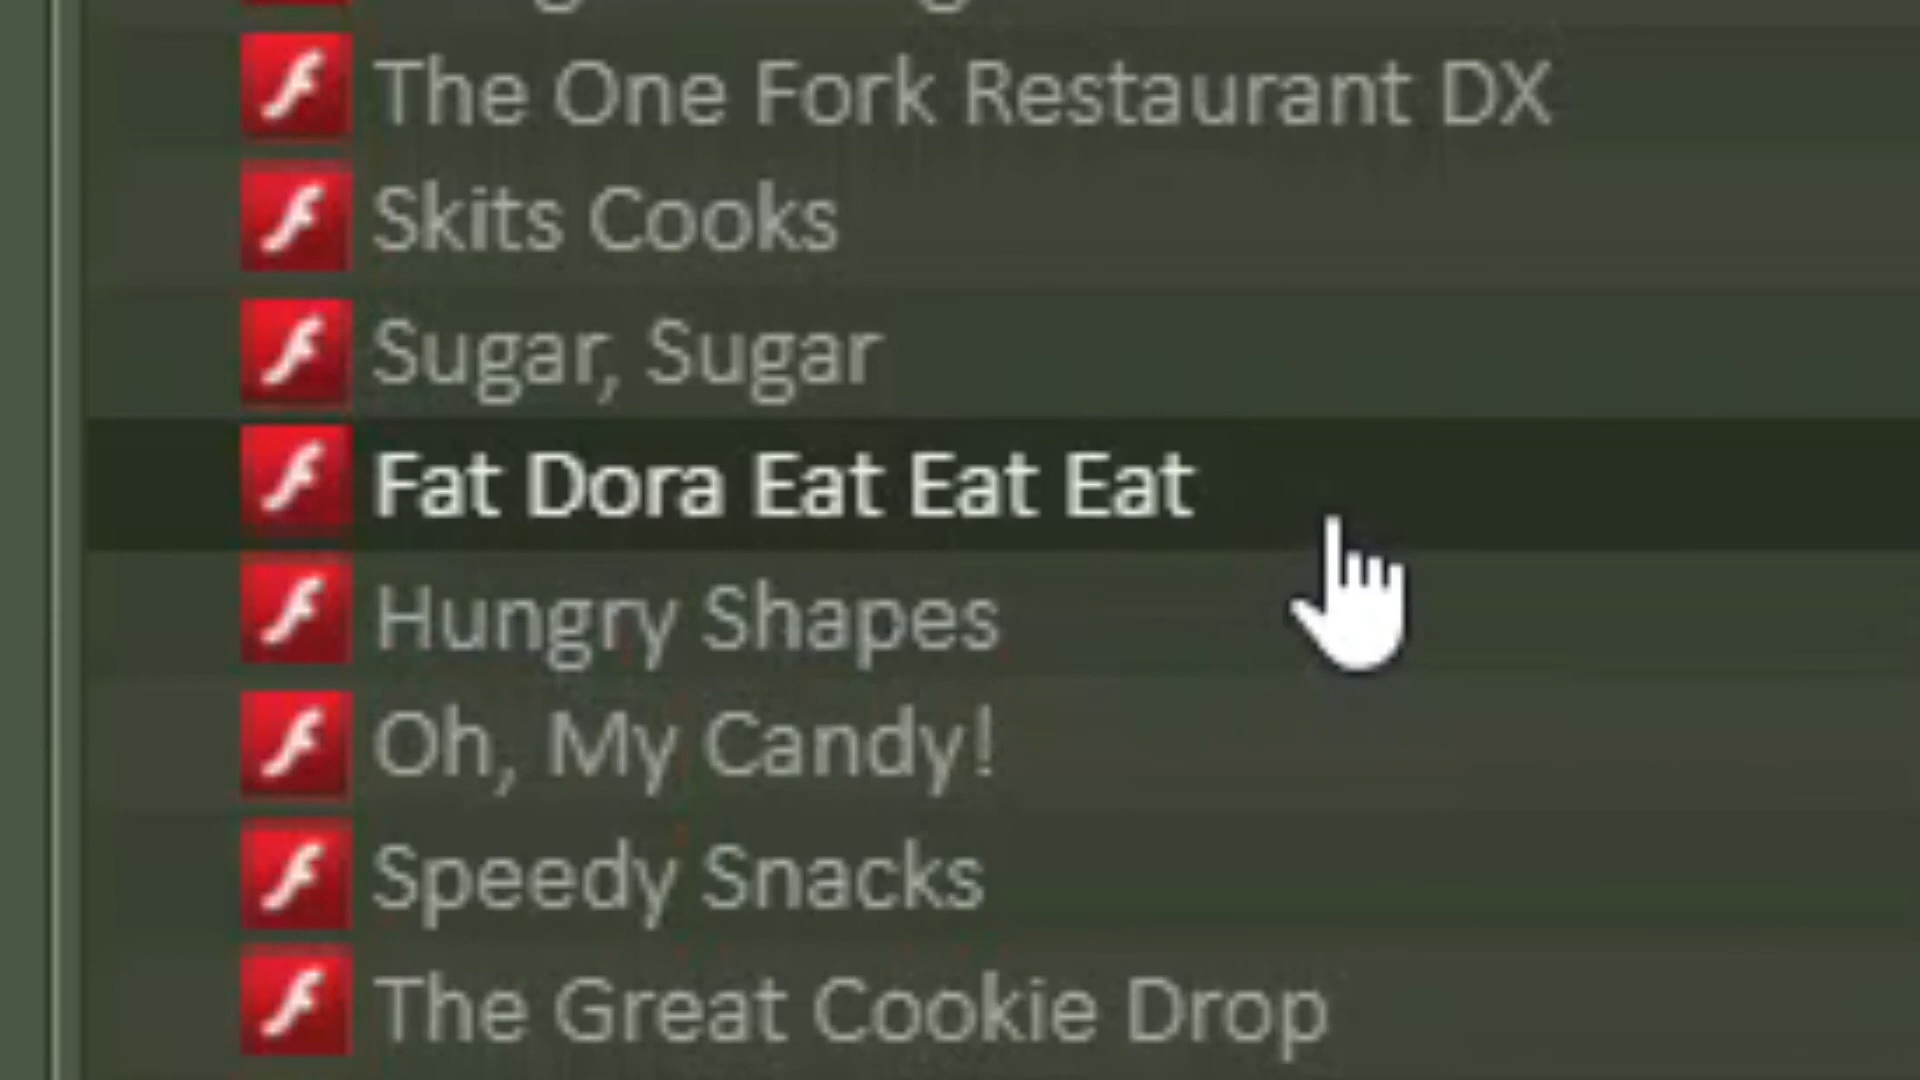 The One Fork Restaurant DX
Skits Cooks
Sugar, Sugar
Fat Dora Eat Eat Eat
Hungry Shapes
Oh, My Candy!
Speedy Snacks
The Great Cookie Drop